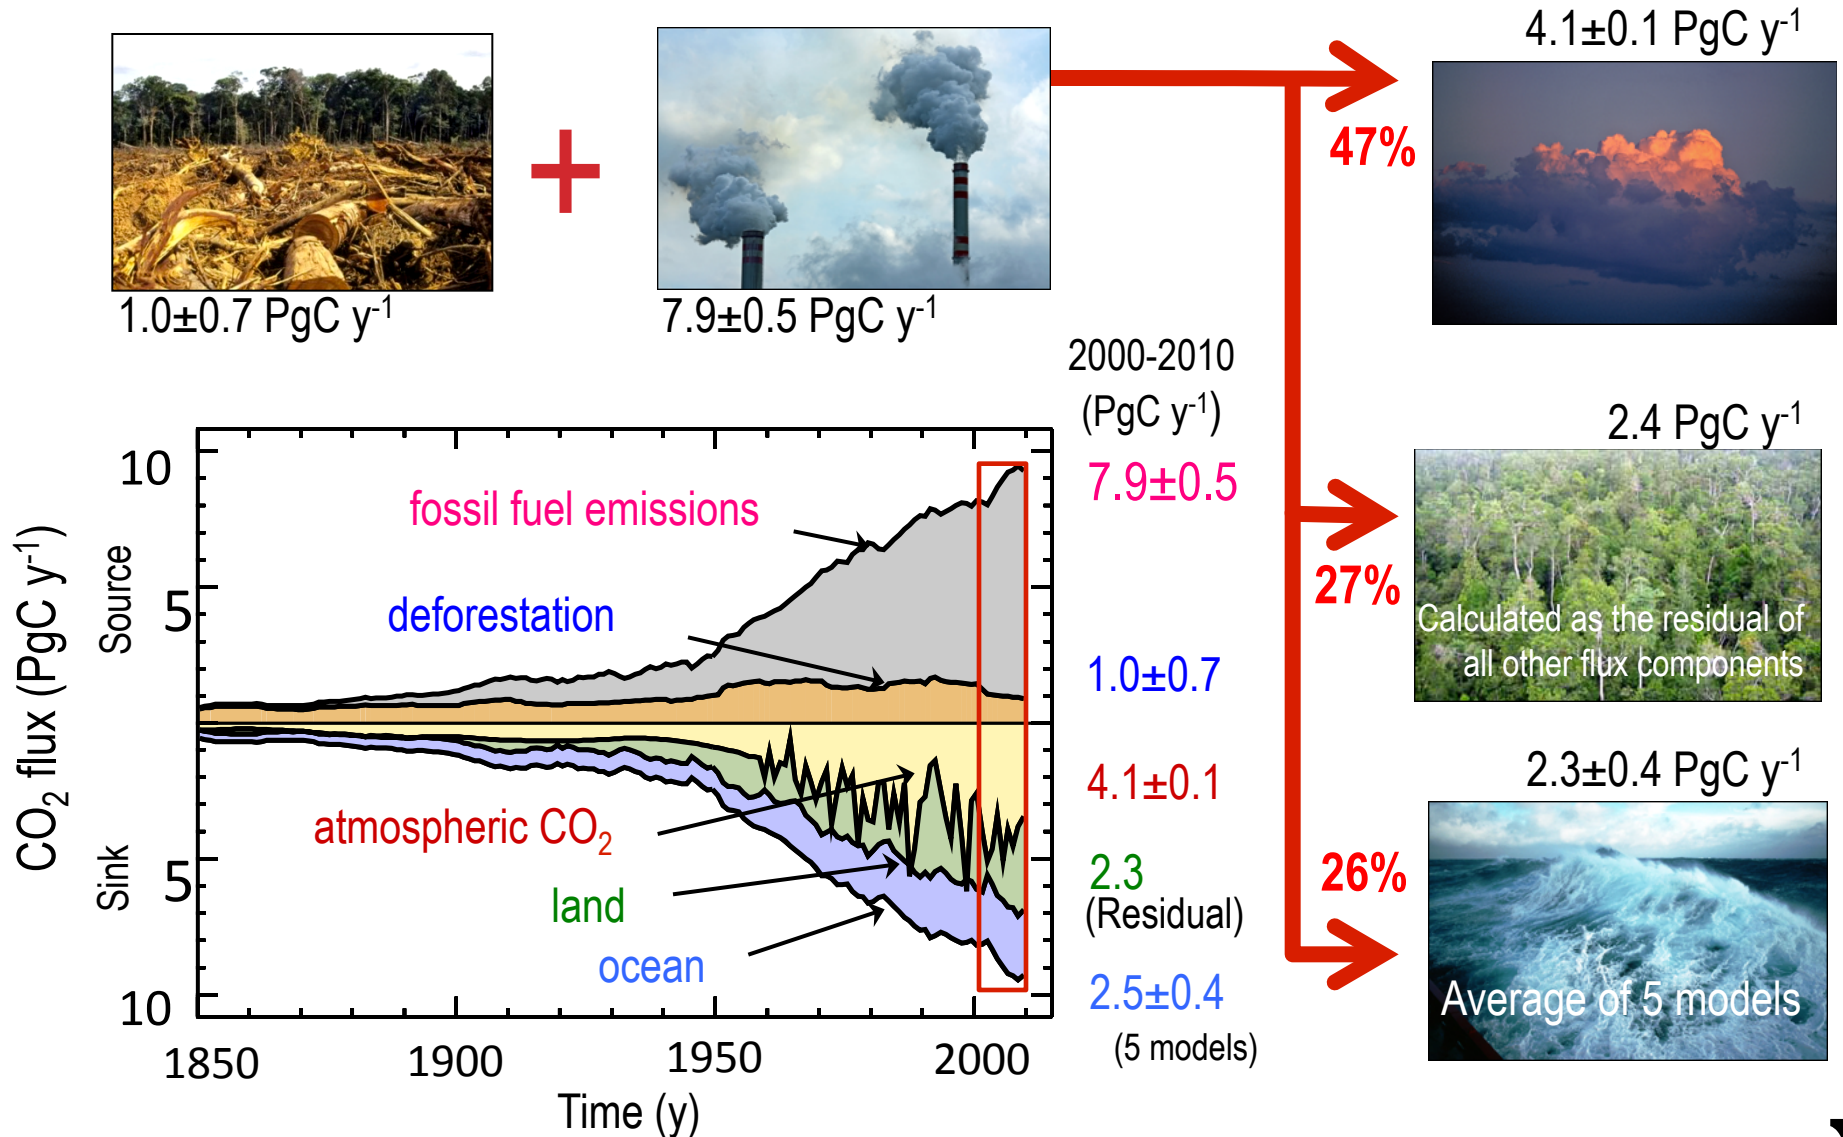 4.1±0.1 PgC y-1
47%
1.0±0.7 PgC y-1
7.9±0.5 PgC y-1
2000-2010
(PgC y-1)
7.9±0.5
1.0±0.7
4.1±0.1
2.3
(Residual)
2.5±0.4
(5 models)
2.4 PgC y-1
27%
Calculated as the residual of
all other flux components
2.3±0.4 PgC y-1
26%
Average of 5 models
CO2 flux (PgC y-1)
Source
Sink
10
5
5
10
fossil fuel emissions
deforestation
atmospheric CO2
land
ocean
1850
1900
1950
2000
Time (y)